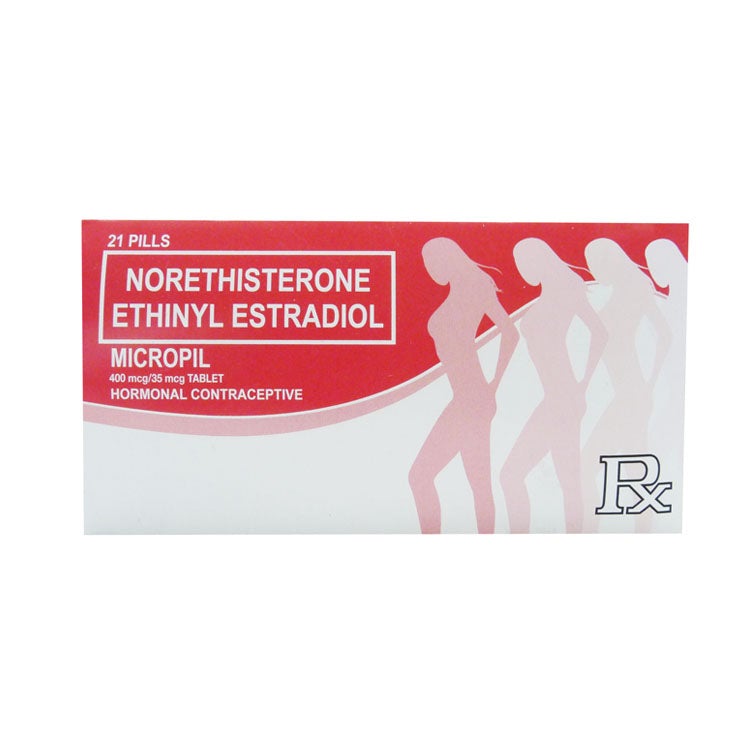 21 PILLS
NORETHISTERONE
ETHINYL ESTRADIOL
MICROPIL
400 mcg/35 mcg TABLET
HORMONAL CONTRACEPTIVE
Rx